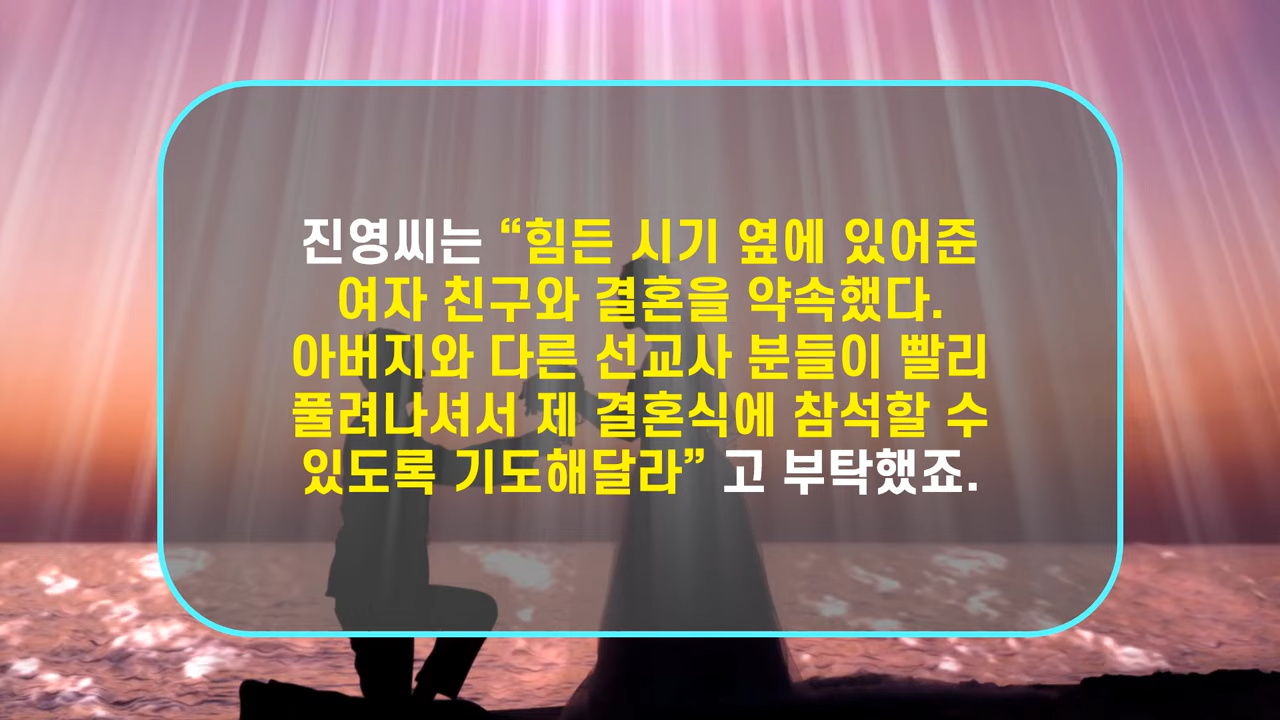 진영씨는 “힘든 시기 옆에 있어준
여자 친구와 결혼을 약속했다.
아버지와 다른 선교사 분들이 빨리
풀려나셔서 제 결혼식에 참석할 수
있도록 기도해달라” 고 부탁했죠.